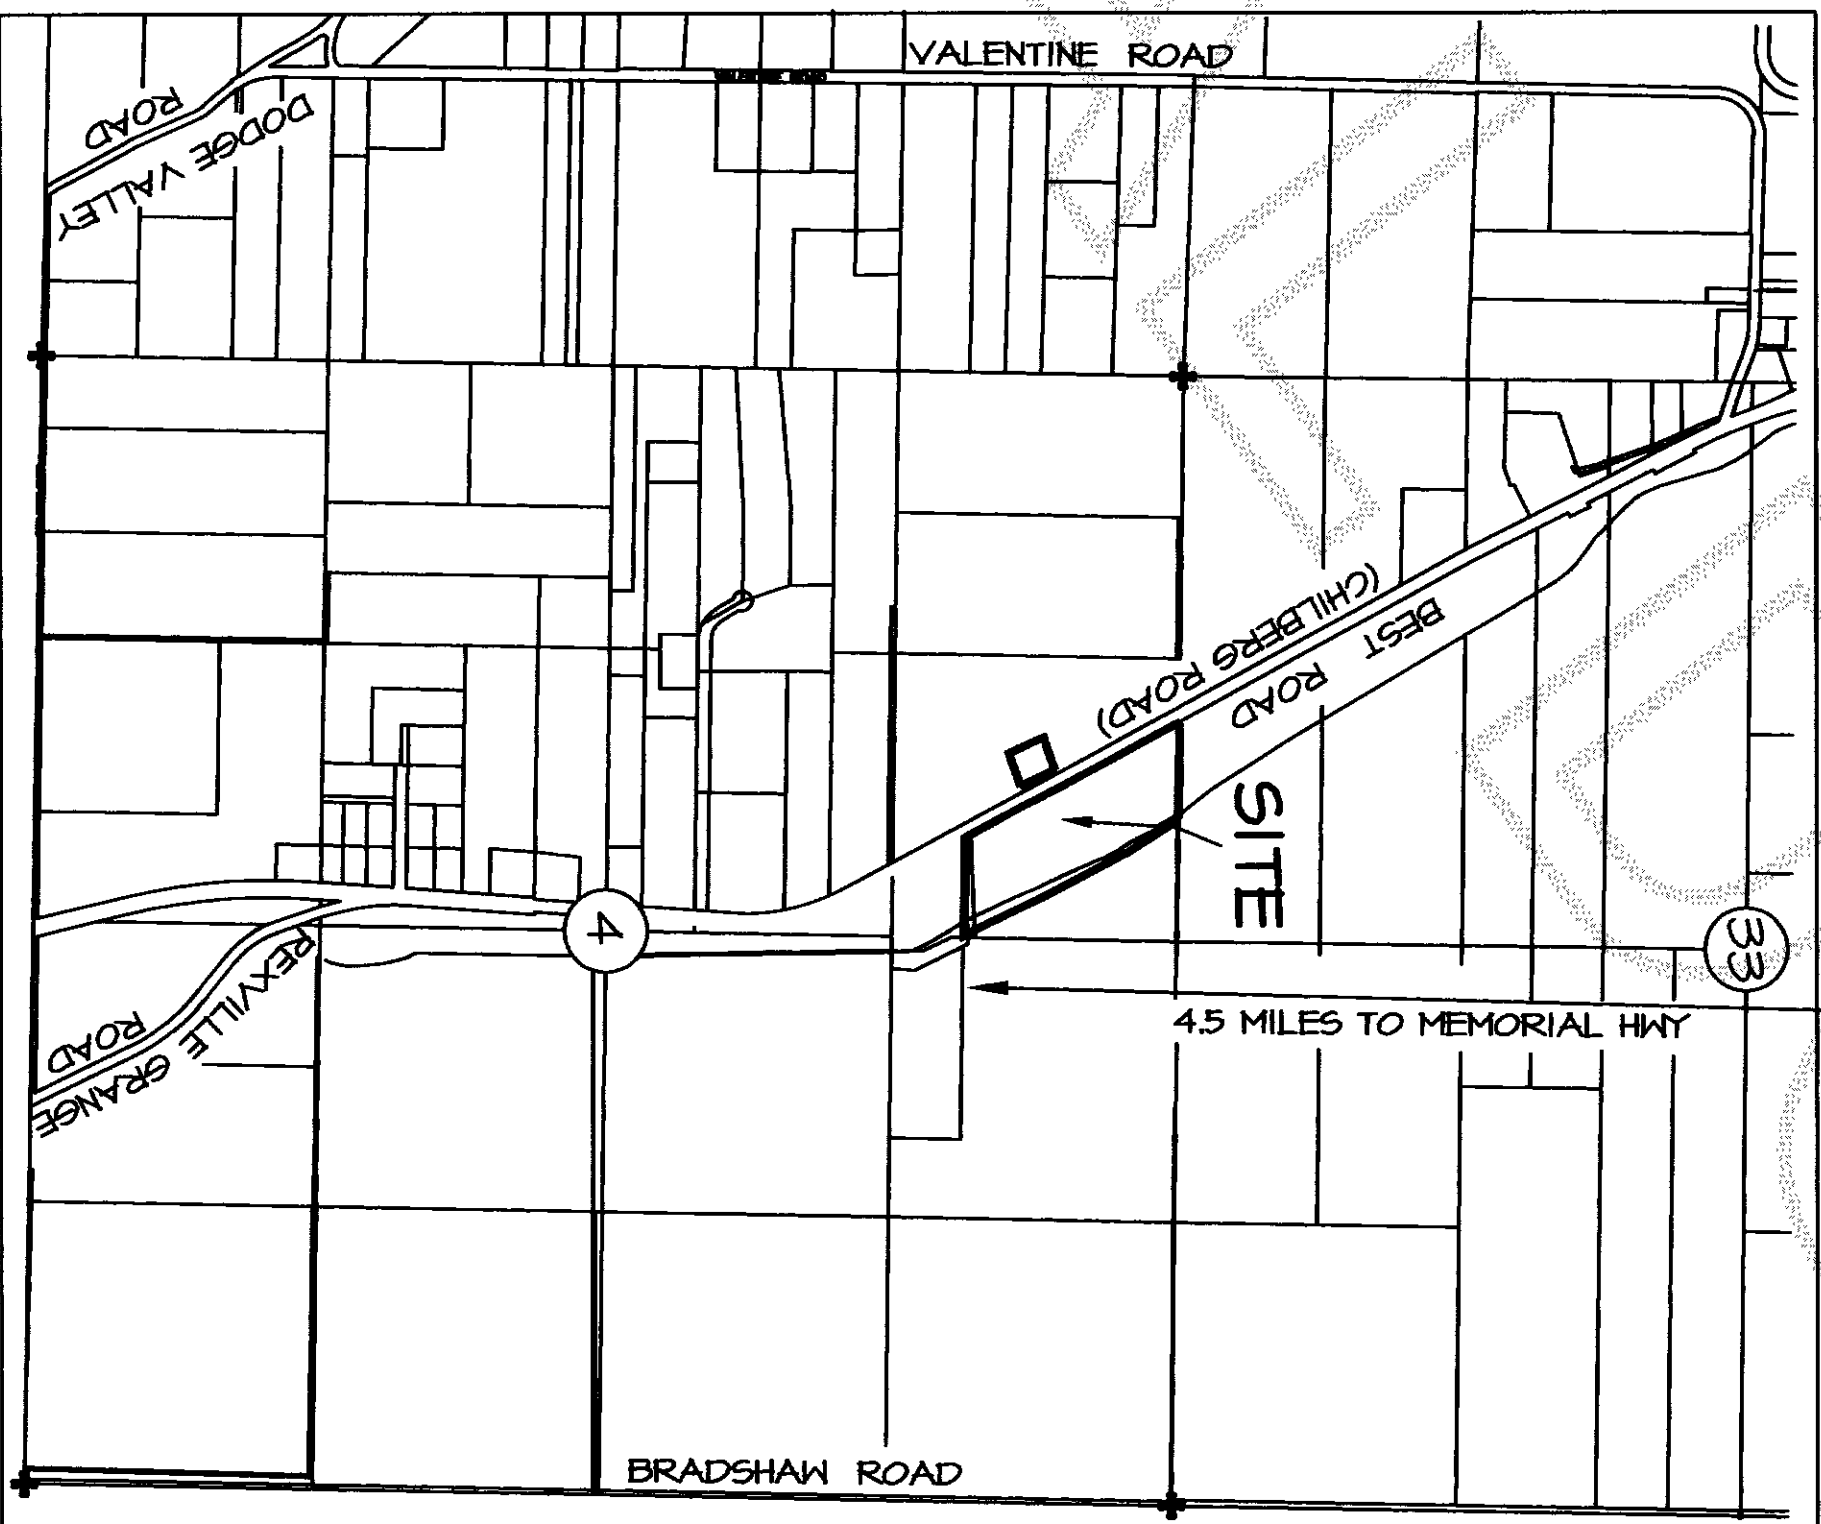 VALENTINE ROAD
DODGE VALLEY
ROAD
(CHILBERG ROAD)
BEST ROAD
SITE
33
4
4.5 MILES TO MEMORIAL HWY
REXVILLE GRANGE
ROAD
BRADSHAW ROAD